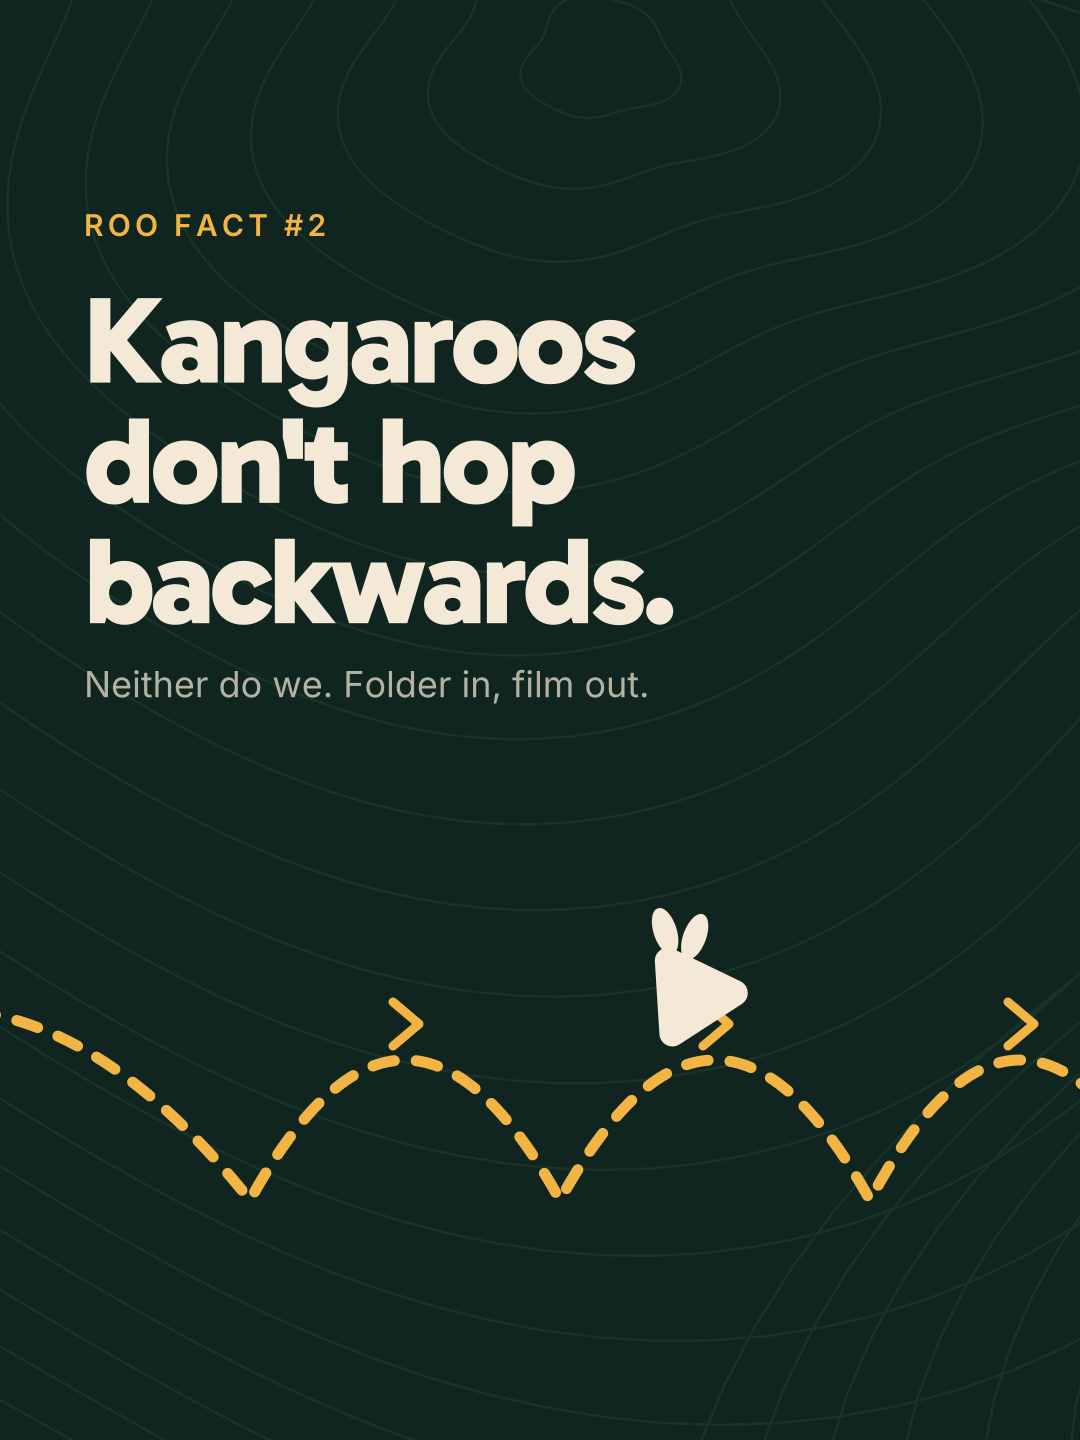 ROO FACT #2
Kangaroos
don't hop
backwards.
Neither do we. Folder in, film out.